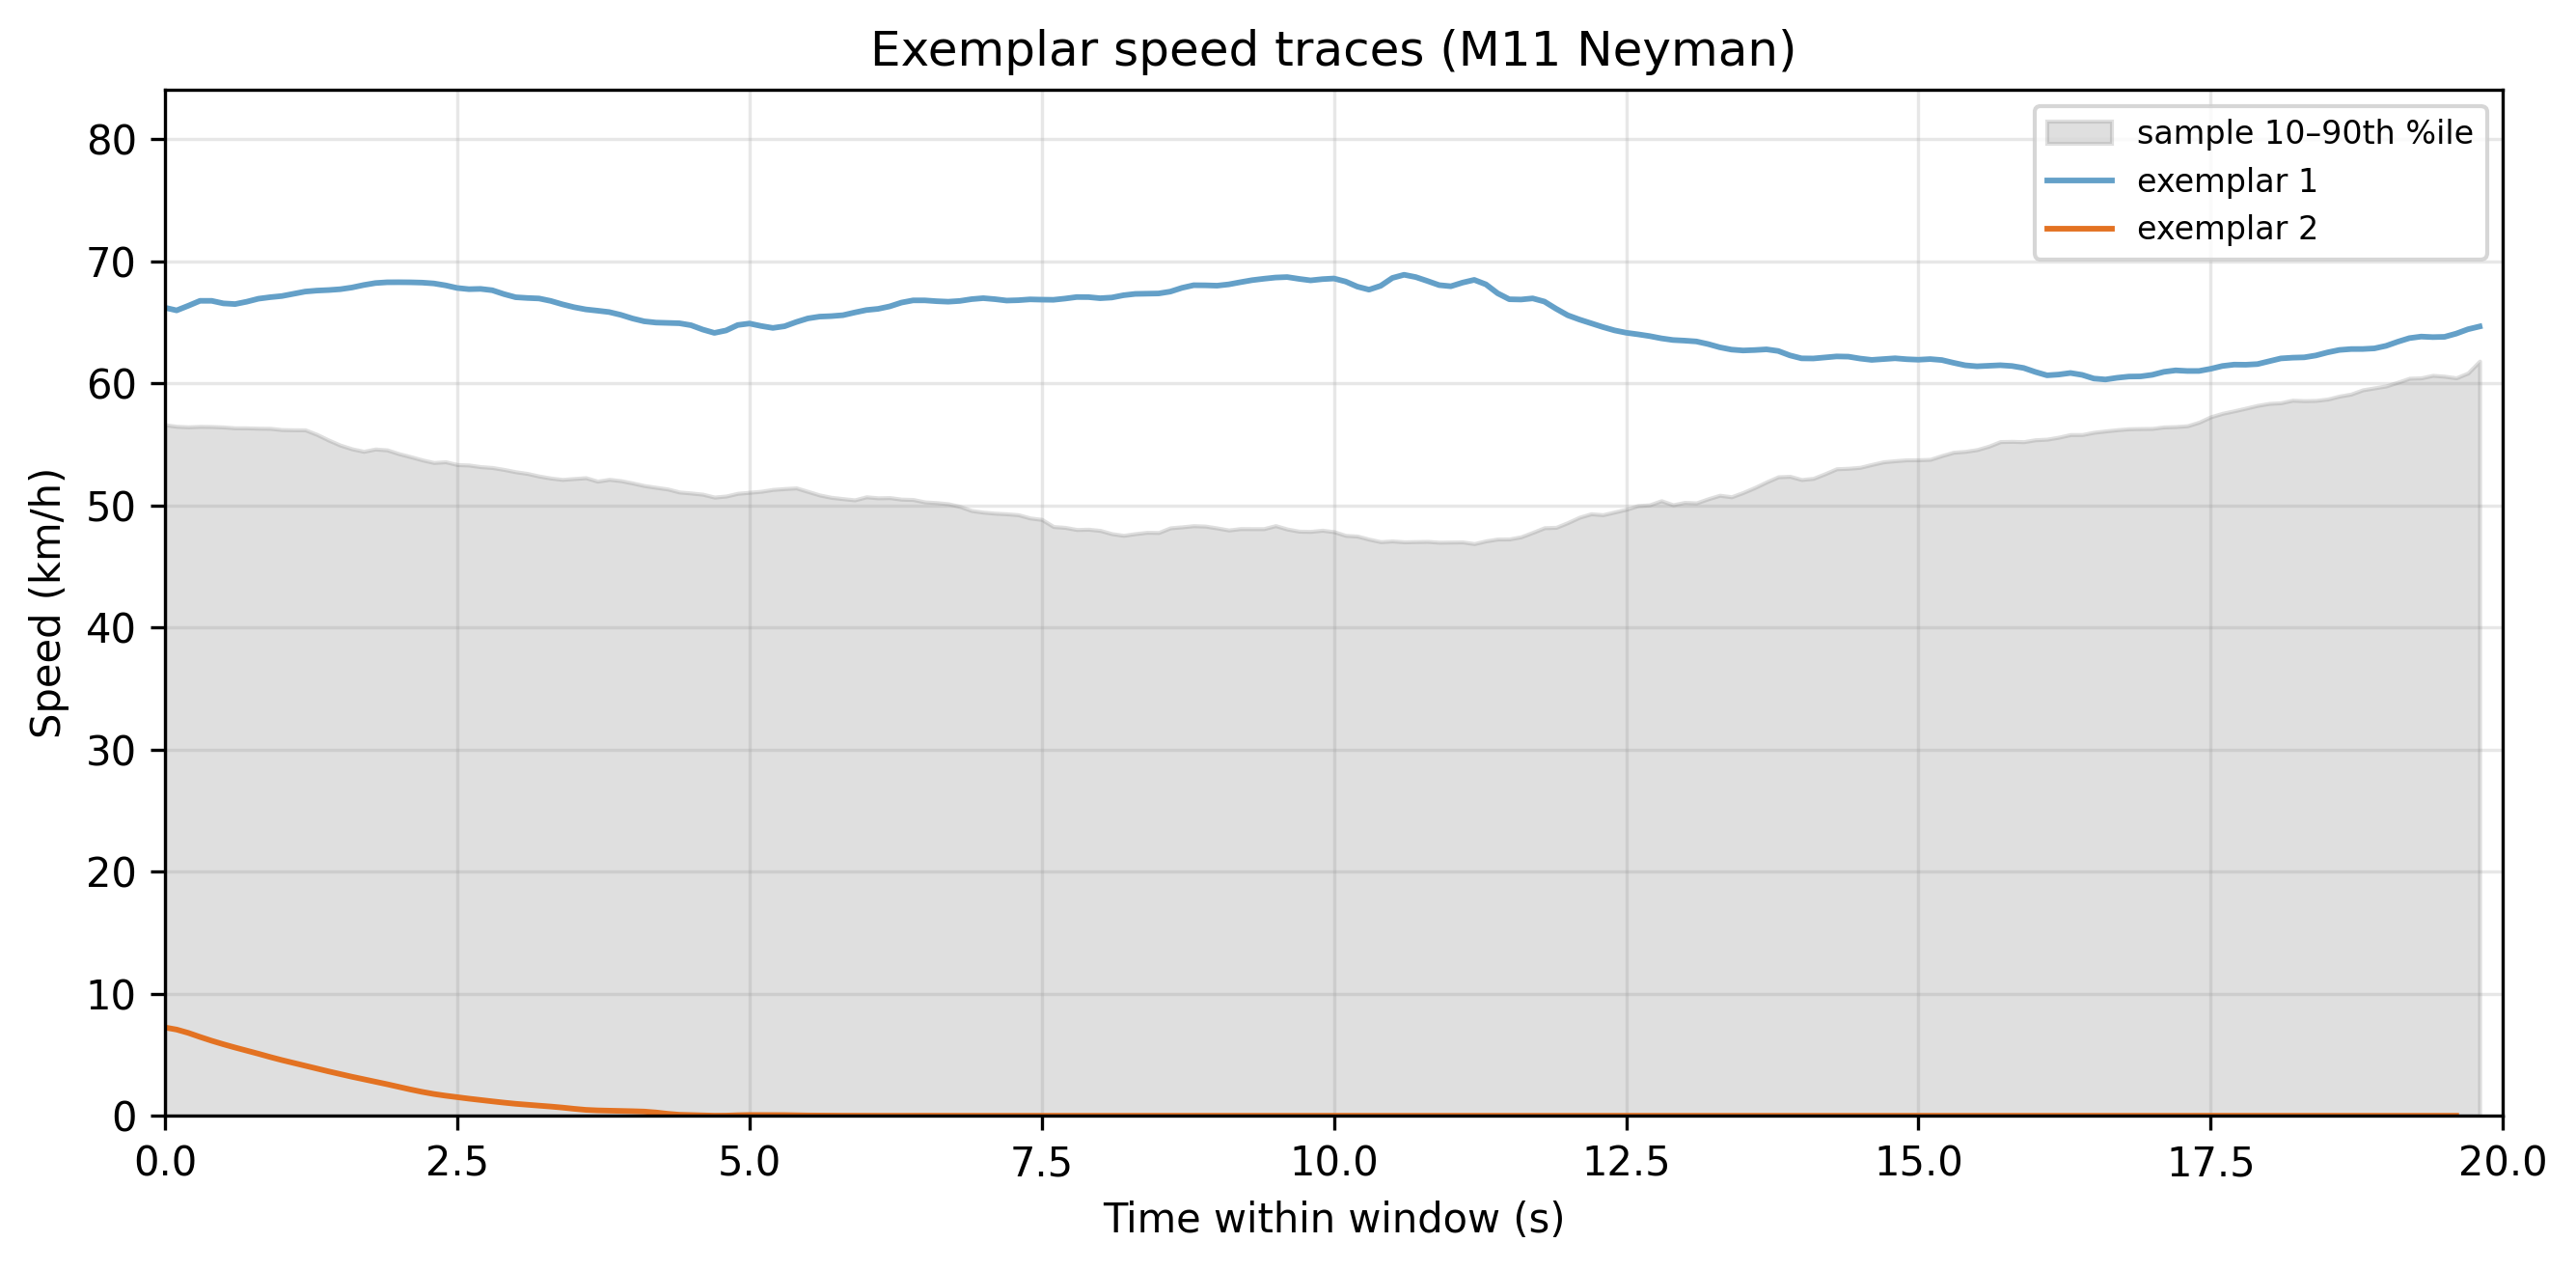 Exemplar speed traces (M11 Neyman)
sample 10–90th %ile
exemplar 1
exemplar 2
Speed (km/h)
80
70
60
50
40
30
20
10
0
0.0 2.5 5.0 7.5 10.0 12.5 15.0 17.5 20.0
Time within window (s)